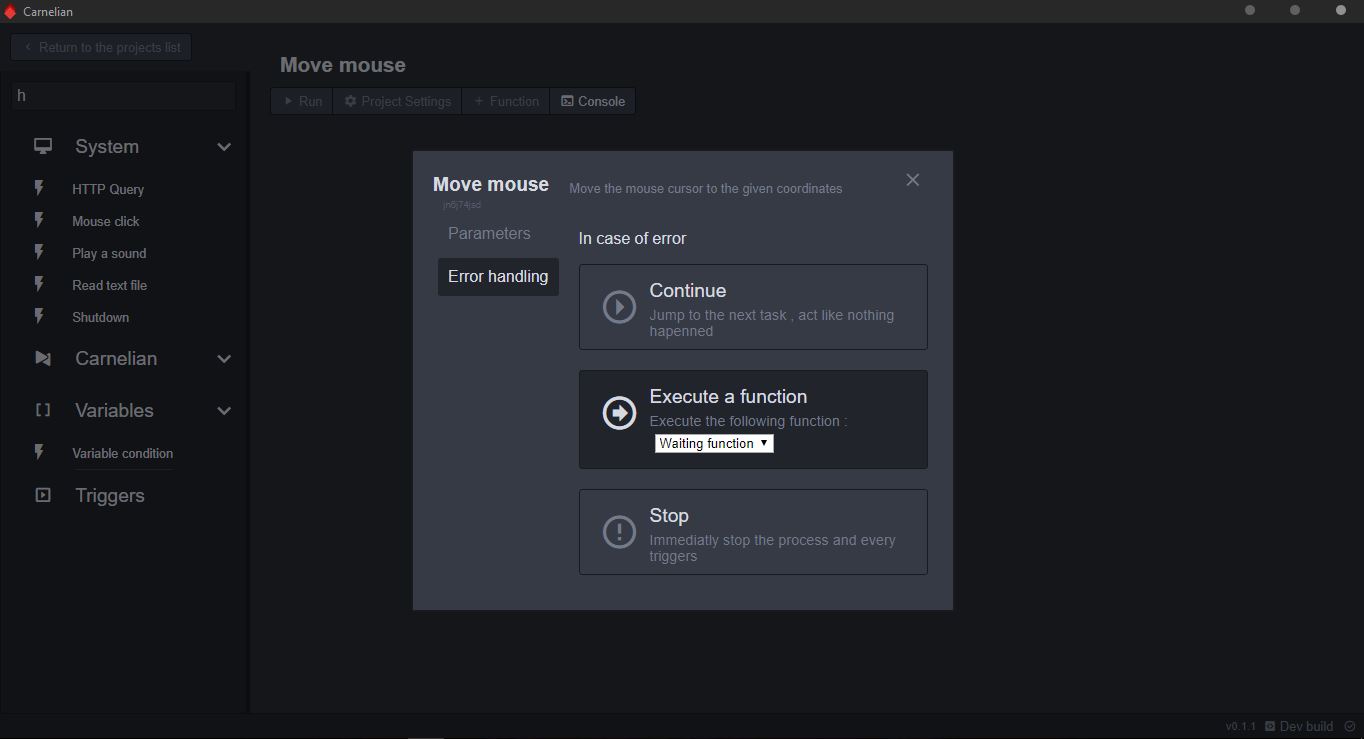 Carnelian
Return to the projects list
h
System
HTTP Query
Mouse click
Play a sound
Read text file
Shutdown
Carnelian
Variables
Variable condition
Triggers
Move mouse
Run
Project Settings
Function
Console
Move mouse
Move the mouse cursor to the given coordinates
jn6j74jsd
Parameters
Error handling
In case of error
Continue
Jump to the next task , act like nothing
hapenned
Execute a function
Execute the following function :
Waiting function
Stop
Immediatly stop the process and every
triggers
v0.1.1
Dev build